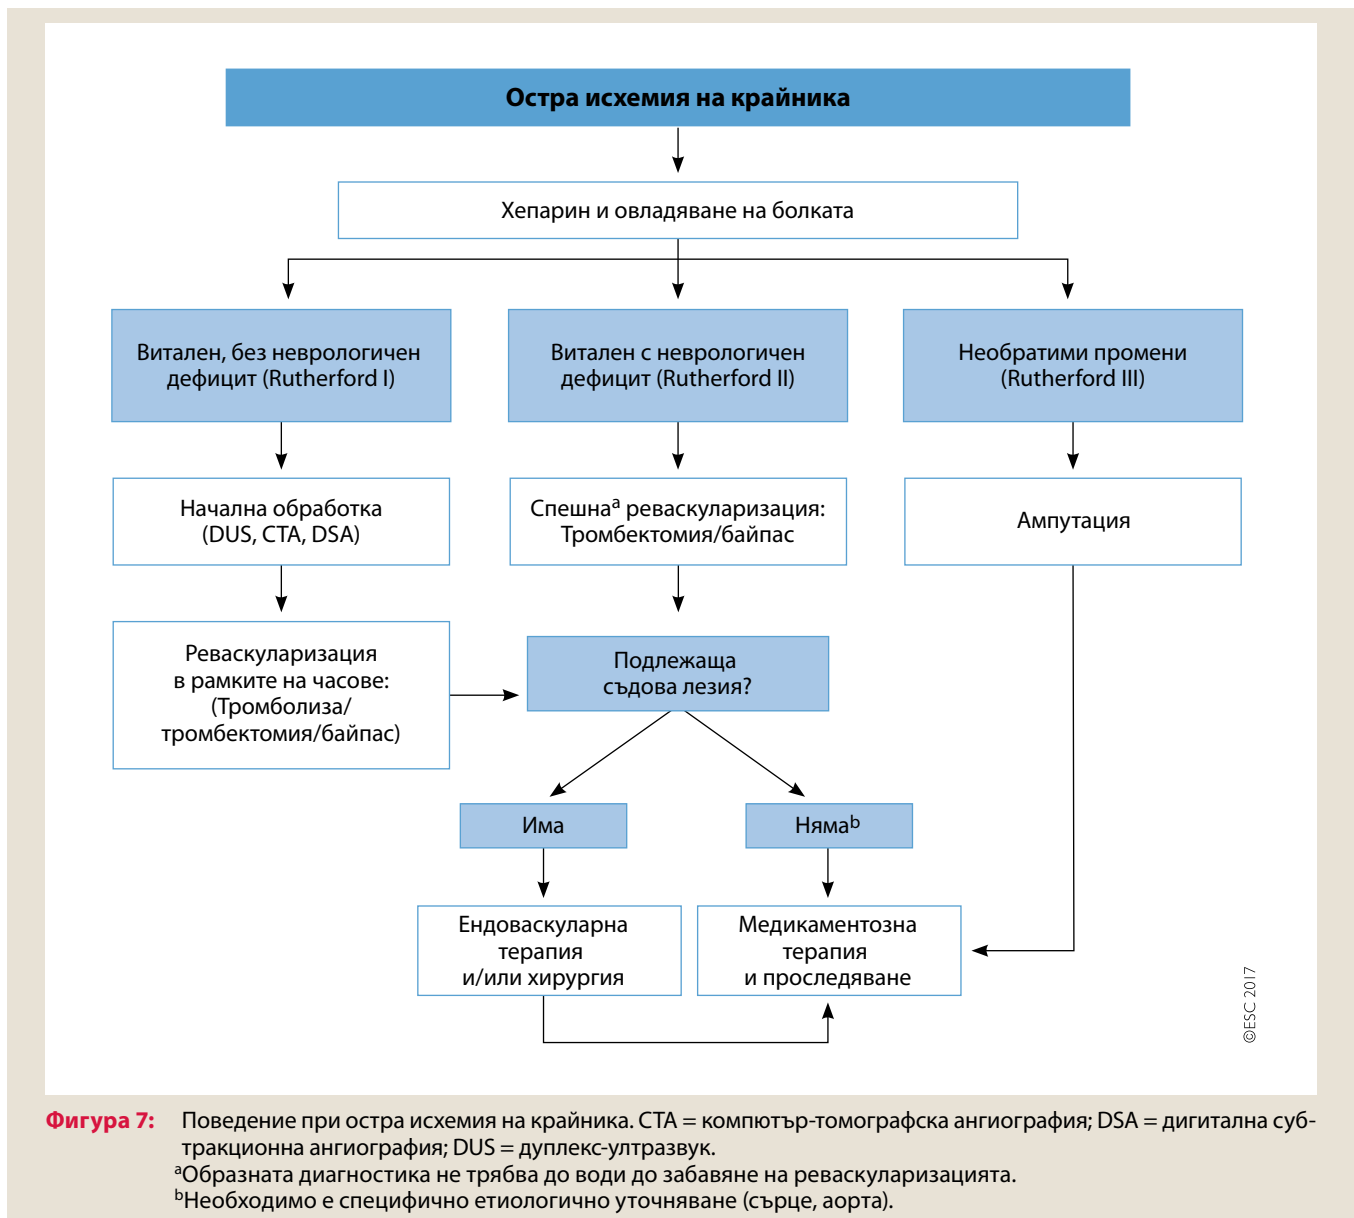 Остра исхемия на крайника
Хепарин и овладяване на болката
Витален, без неврологичен
дефицит (Rutherford I)
Витален с неврологичен
дефицит (Rutherford II)
Необратими промени
(Rutherford III)
Начална обработка
(DUS, CTA, DSA)
Спешнаᵃ реваскуларизация:
Тромбектомия/байпас
Ампутация
Реваскуларизация
в рамките на часове:
(Тромболиза/
тромбектомия/байпас)
Подлежаща
съдова лезия?
Има
Нямаᵇ
Ендоваскуларна
терапия
и/или хирургия
Медикаментозна
терапия
и проследяване
©ESC 2017
Фигура 7: Поведение при остра исхемия на крайника. CTA = компютър-томографска ангиография; DSA = дигитална суб-
тракционна ангиография; DUS = дуплекс-ултразвук.
ᵃОбразната диагностика не трябва до води до забавяне на реваскуларизацията.
ᵇНеобходимо е специфично етиологично уточняване (сърце, аорта).